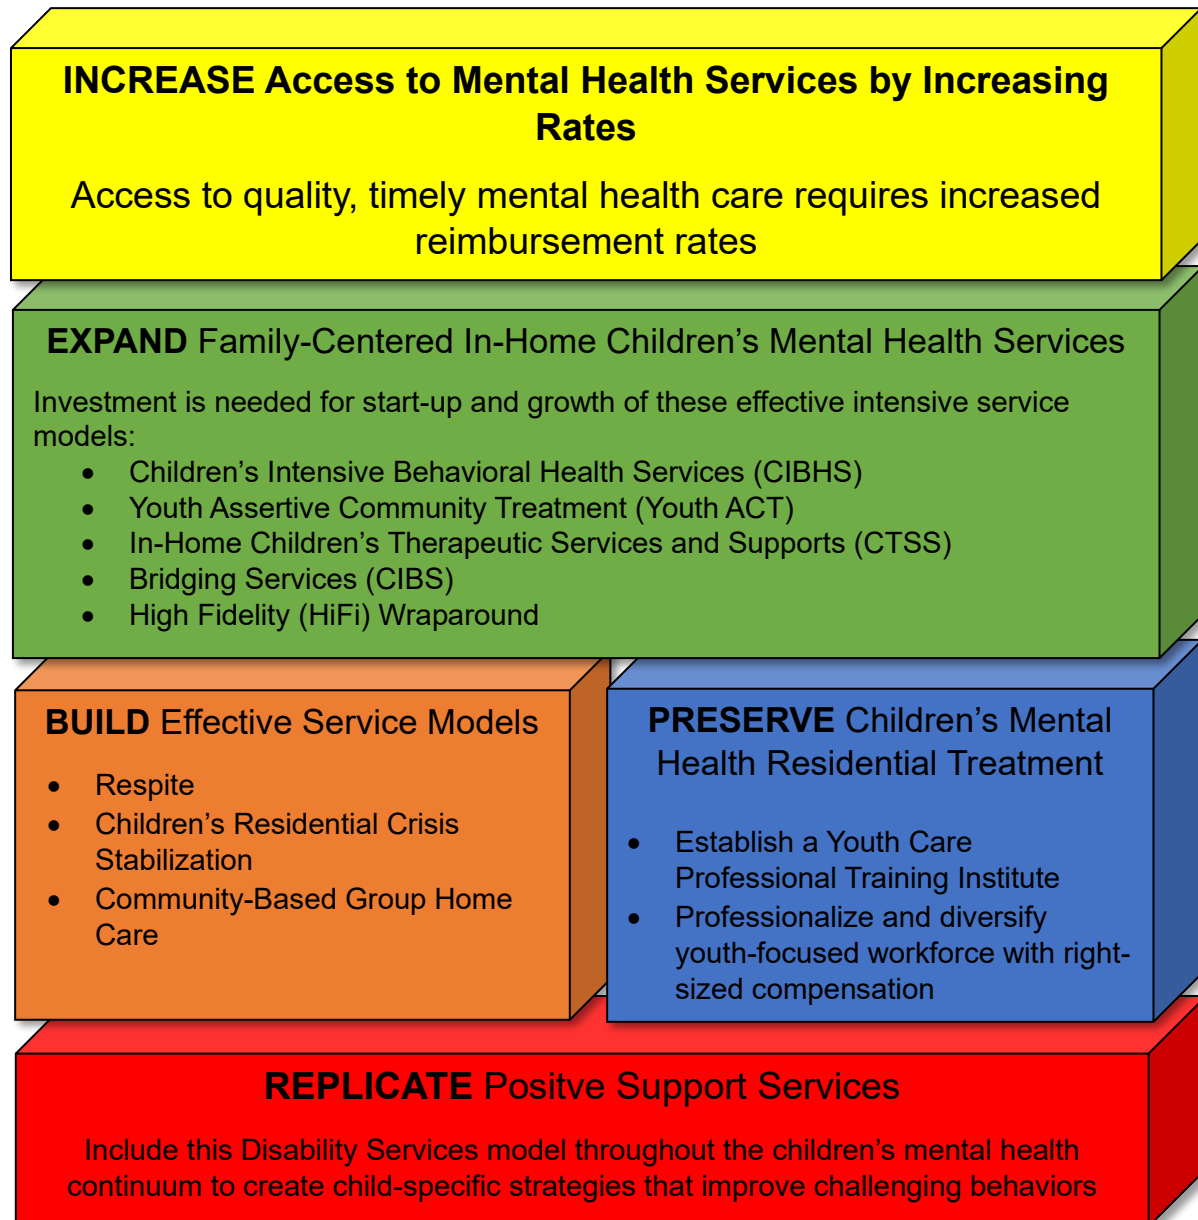 INCREASE Access to Mental Health Services by Increasing
Rates
Access to quality, timely mental health care requires increased
reimbursement rates
EXPAND Family-Centered In-Home Children’s Mental Health Services
Investment is needed for start-up and growth of these effective intensive service
models:
• Children’s Intensive Behavioral Health Services (CIBHS)
• Youth Assertive Community Treatment (Youth ACT)
• In-Home Children’s Therapeutic Services and Supports (CTSS)
• Bridging Services (CIBS)
• High Fidelity (HiFi) Wraparound
BUILD Effective Service Models
• Respite
• Children’s Residential Crisis
Stabilization
• Community-Based Group Home
Care
PRESERVE Children’s Mental
Health Residential Treatment
• Establish a Youth Care
Professional Training Institute
• Professionalize and diversify
youth-focused workforce with right-
sized compensation
REPLICATE Positve Support Services
Include this Disability Services model throughout the children’s mental health
continuum to create child-specific strategies that improve challenging behaviors